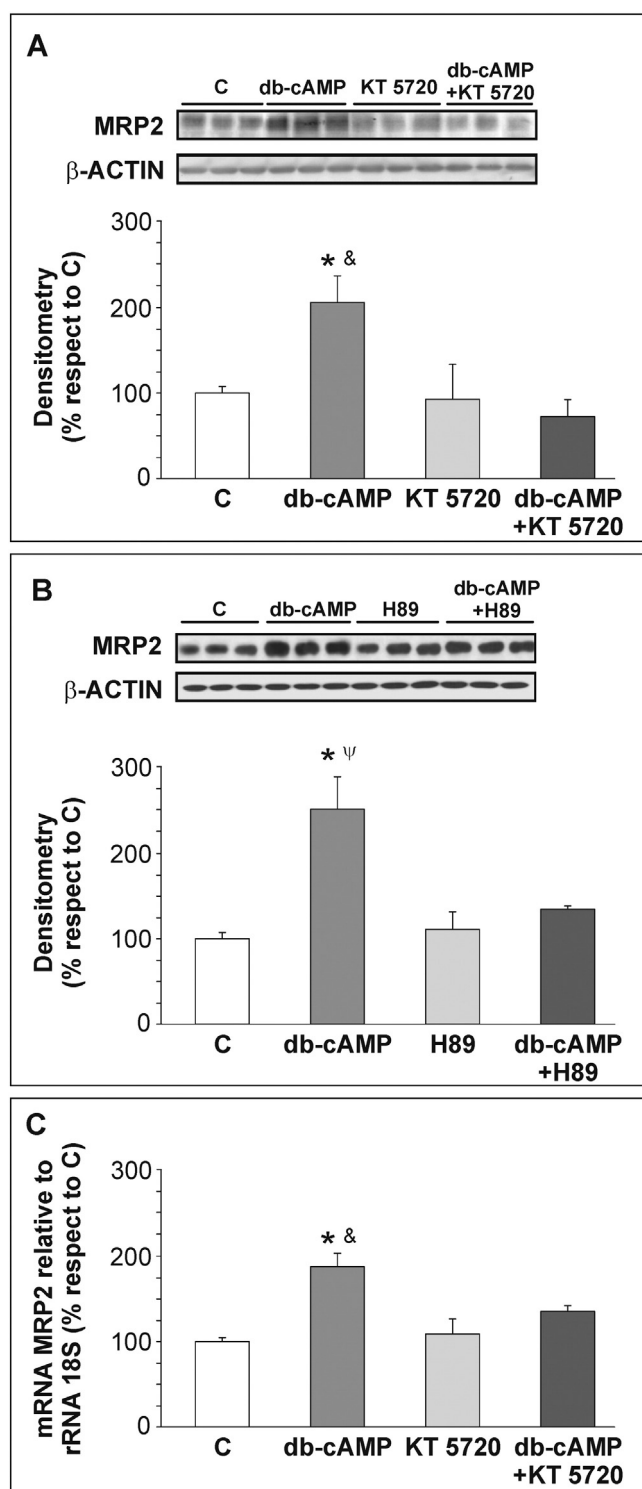 A
C db-cAMP KT 5720 db-cAMP
+KT 5720
MRP2
β-ACTIN
Densitometry
(% respect to C)
300
200
100
0
* &
C db-cAMP KT 5720 db-cAMP
+KT 5720
B
C db-cAMP H89 db-cAMP
+H89
MRP2
β-ACTIN
Densitometry
(% respect to C)
300
200
100
0
* ψ
C db-cAMP H89 db-cAMP
+H89
C
mRNA MRP2 relative to
rRNA 18S (% respect to C)
300
200
100
0
* &
C db-cAMP KT 5720 db-cAMP
+KT 5720